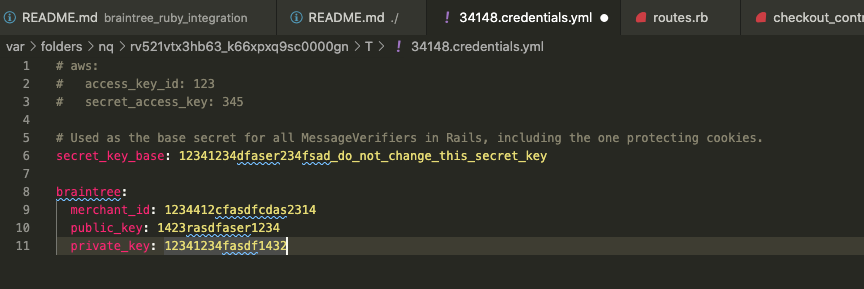 README.md braintree_ruby_integration README.md ./ ! 34148.credentials.yml routes.rb checkout_contr
var > folders > nq > rv521vtx3hb63_k66xpxq9sc0000gn > T > ! 34148.credentials.yml
1 # aws:
2 #   access_key_id: 123
3 #   secret_access_key: 345
4
5 # Used as the base secret for all MessageVerifiers in Rails, including the one protecting cookies.
6 secret_key_base: 12341234dfaser234fsad_do_not_change_this_secret_key
7
8 braintree:
9   merchant_id: 1234412cfasdfcdas2314
10   public_key: 1423rasdfaser1234
11   private_key: 12341234fasdf1432